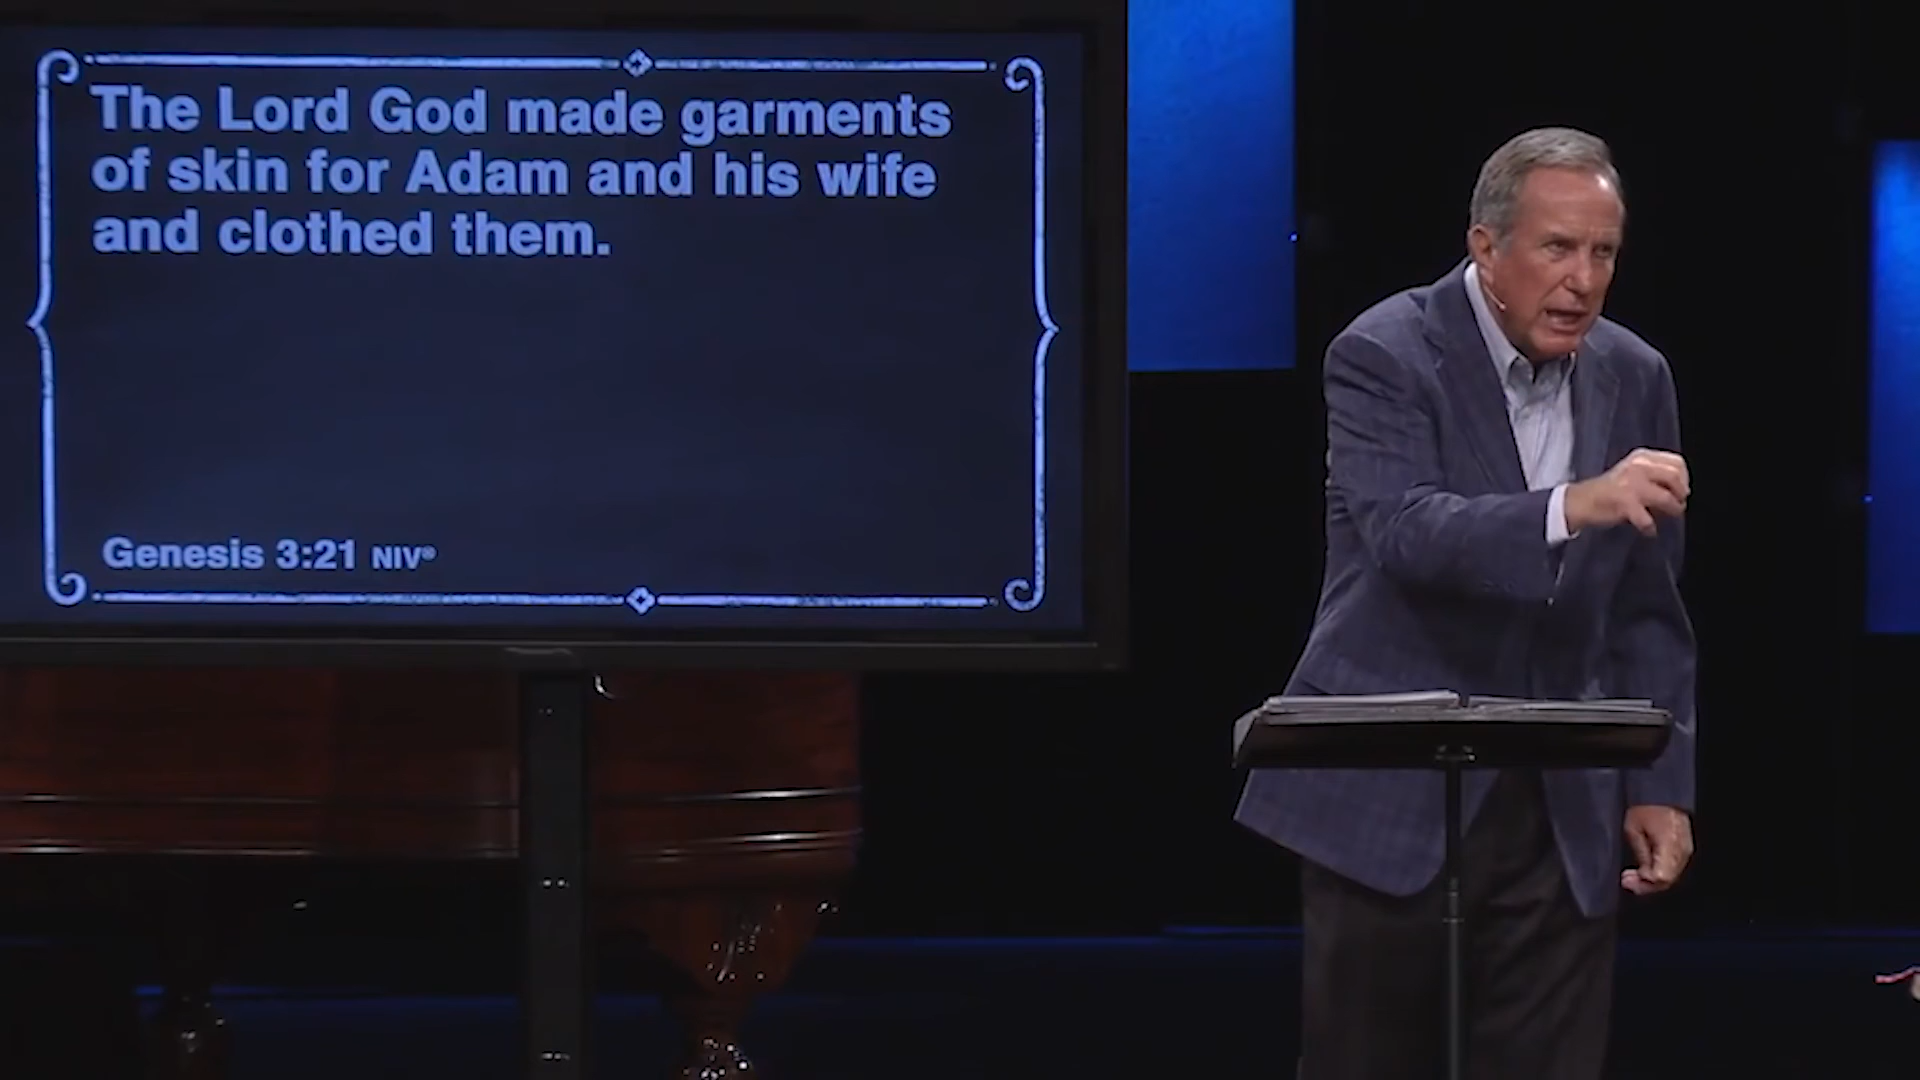 The Lord God made garments
of skin for Adam and his wife
and clothed them.
Genesis 3:21 NIV®